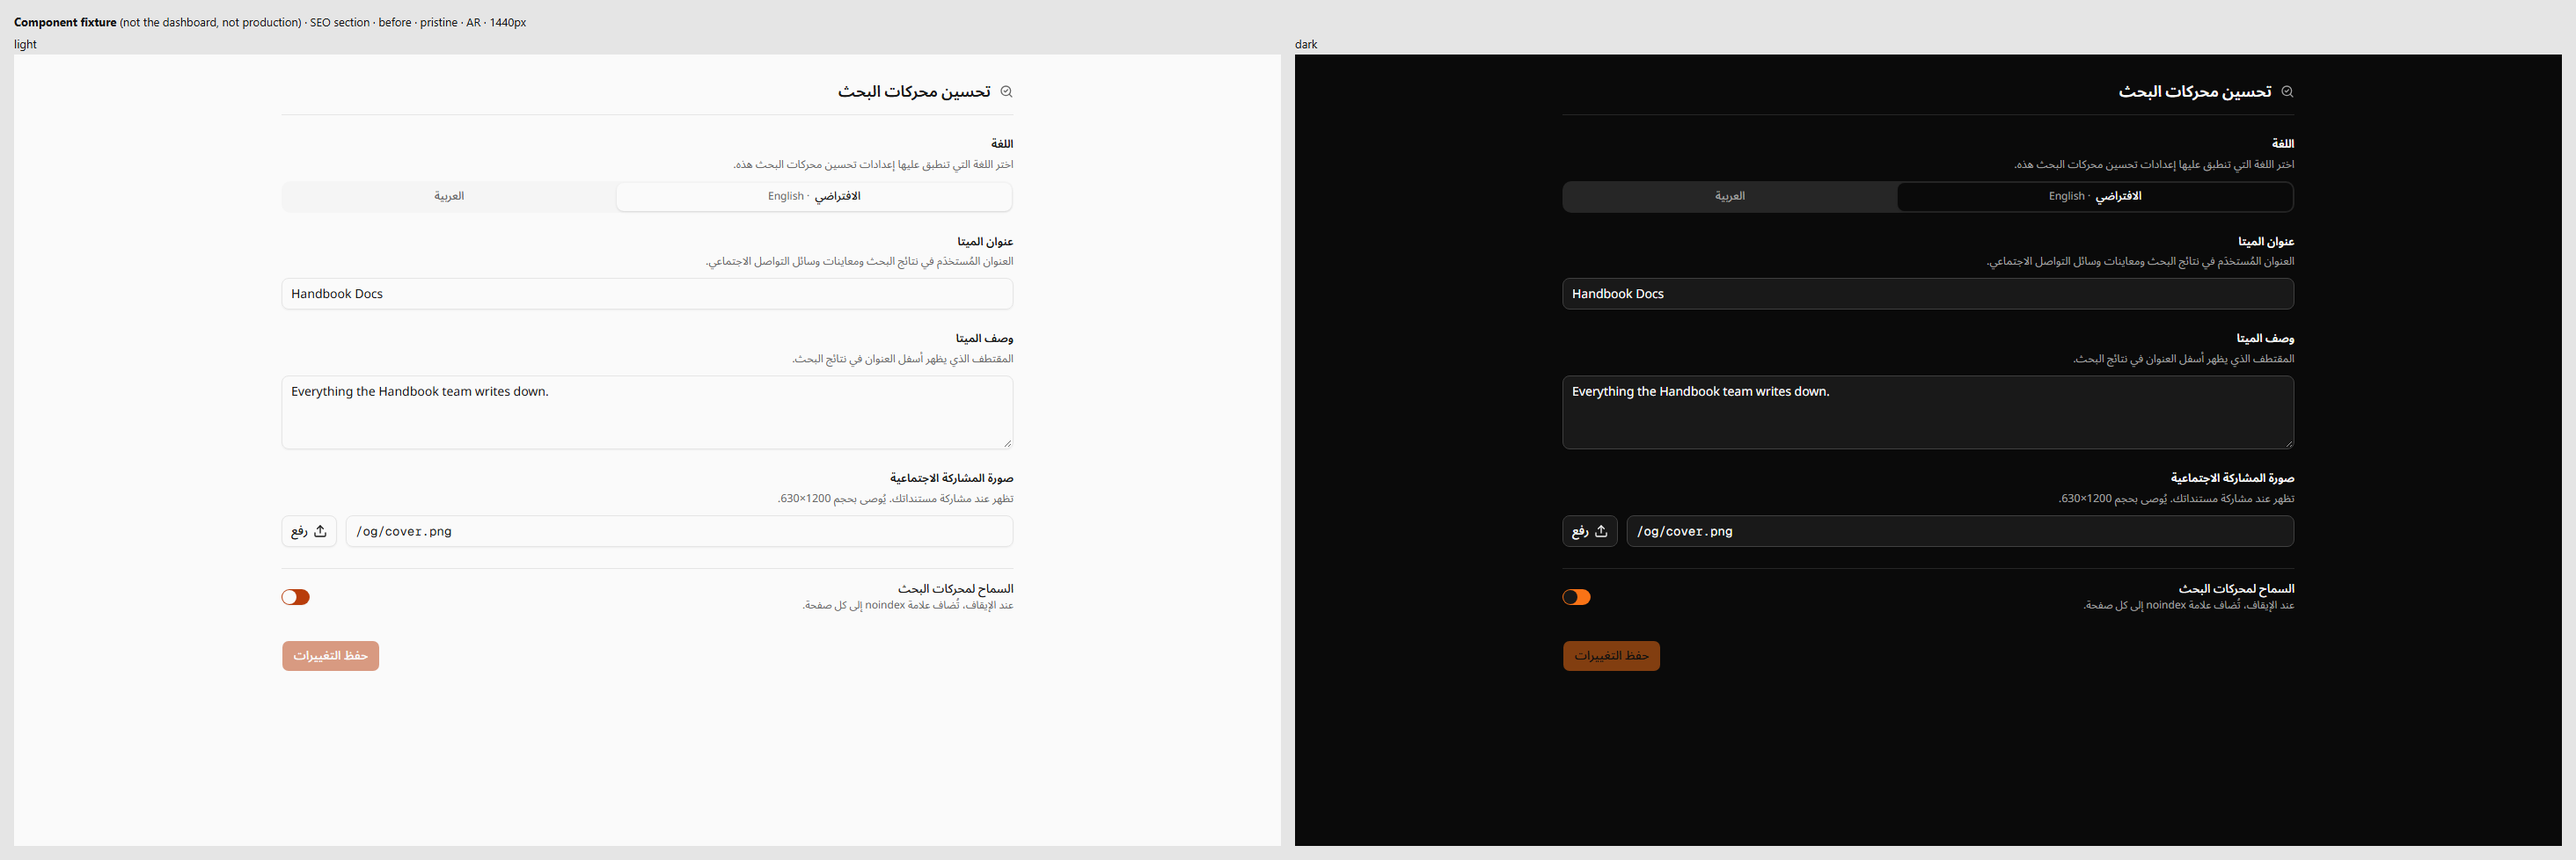 Component fixture (not the dashboard, not production) · SEO section · before · pristine · AR · 1440px
light
تحسين محركات البحث
اللغة
اختر اللغة التي تنطبق عليها إعدادات تحسين محركات البحث هذه.
الافتراضي · English
العربية
عنوان الميتا
العنوان المُستخدَم في نتائج البحث ومعاينات وسائل التواصل الاجتماعي.
Handbook Docs
وصف الميتا
المقتطف الذي يظهر أسفل العنوان في نتائج البحث.
Everything the Handbook team writes down.
صورة المشاركة الاجتماعية
تظهر عند مشاركة مستنداتك. يُوصى بحجم 1200×630.
/og/cover.png
رفع
السماح لمحركات البحث
عند الإيقاف، تُضاف علامة noindex إلى كل صفحة.
حفظ التغييرات
dark
تحسين محركات البحث
اللغة
اختر اللغة التي تنطبق عليها إعدادات تحسين محركات البحث هذه.
الافتراضي · English
العربية
عنوان الميتا
العنوان المُستخدَم في نتائج البحث ومعاينات وسائل التواصل الاجتماعي.
Handbook Docs
وصف الميتا
المقتطف الذي يظهر أسفل العنوان في نتائج البحث.
Everything the Handbook team writes down.
صورة المشاركة الاجتماعية
تظهر عند مشاركة مستنداتك. يُوصى بحجم 1200×630.
/og/cover.png
رفع
السماح لمحركات البحث
عند الإيقاف، تُضاف علامة noindex إلى كل صفحة.
حفظ التغييرات